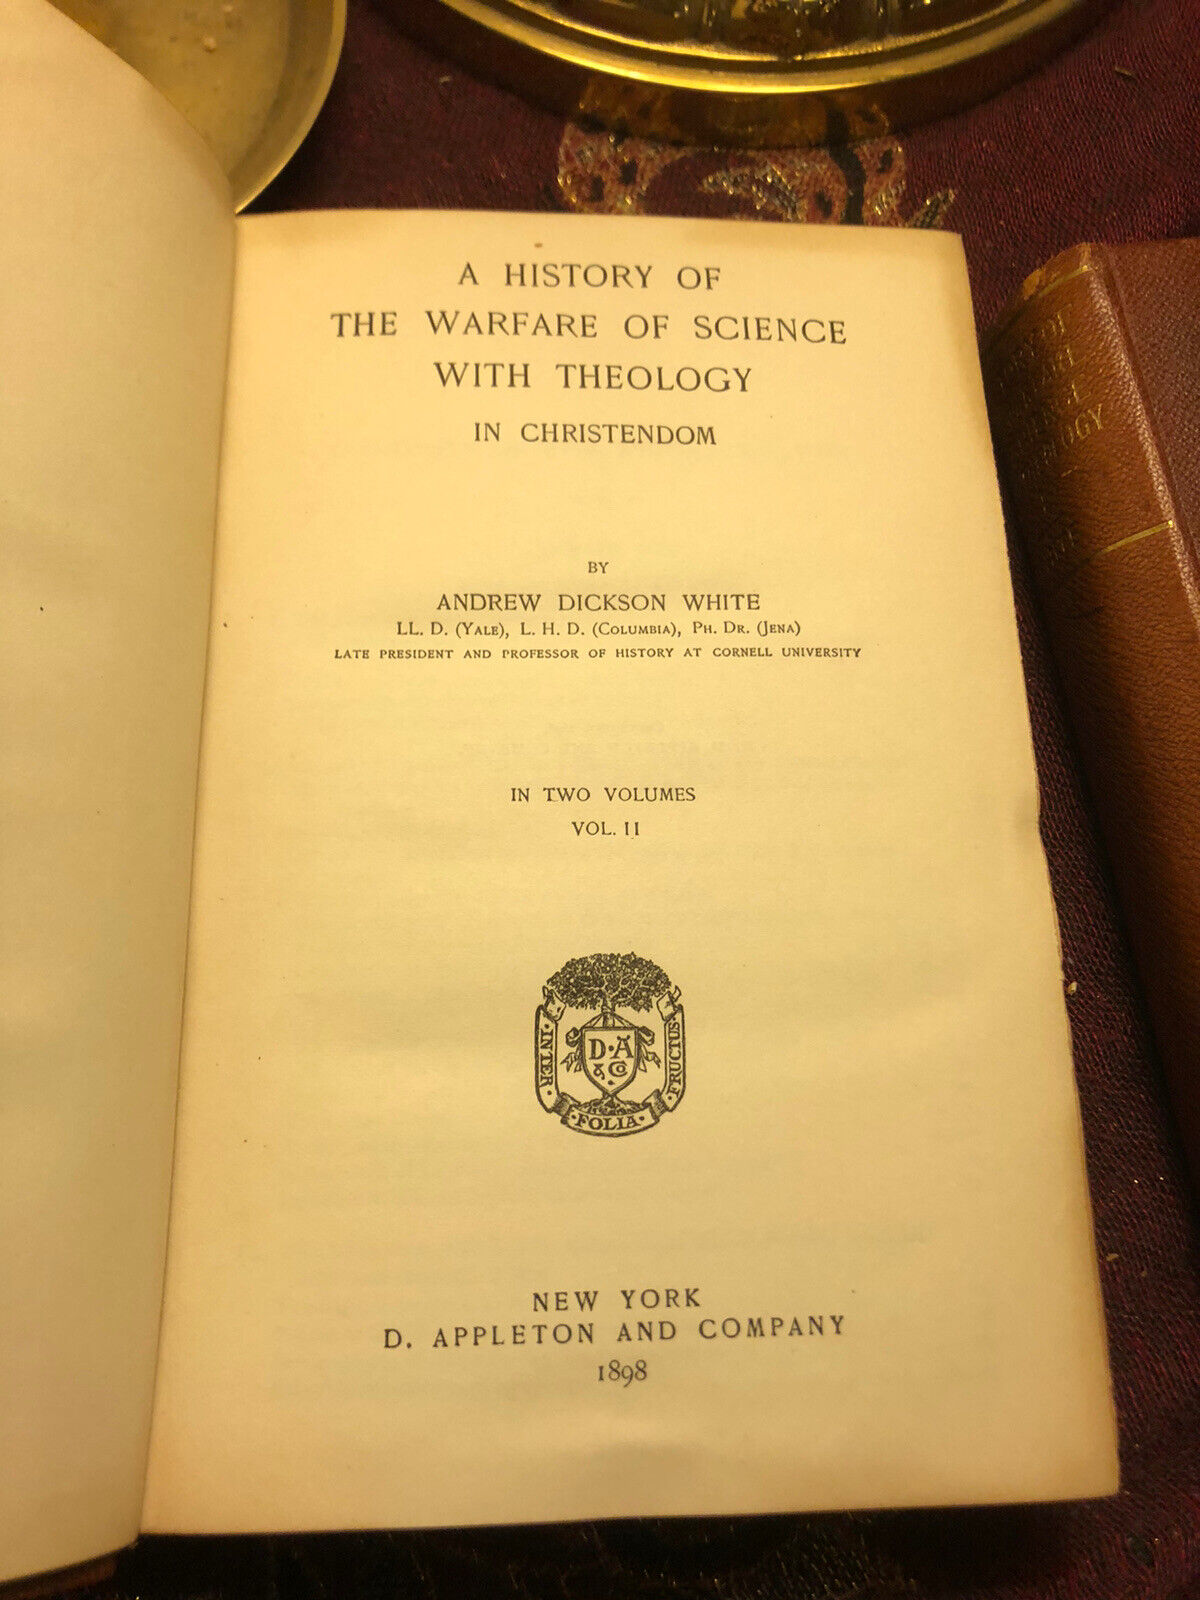 A HISTORY OF
THE WARFARE OF SCIENCE
WITH THEOLOGY
IN CHRISTENDOM
BY
ANDREW DICKSON WHITE
LL. D. (YALE), L. H. D. (COLUMBIA), PH. DR. (JENA)
LATE PRESIDENT AND PROFESSOR OF HISTORY AT CORNELL UNIVERSITY
IN TWO VOLUMES
VOL. II
D·A
& Co
·INTER·
·FOLIA·
FRUCTUS·
NEW YORK
D. APPLETON AND COMPANY
1898